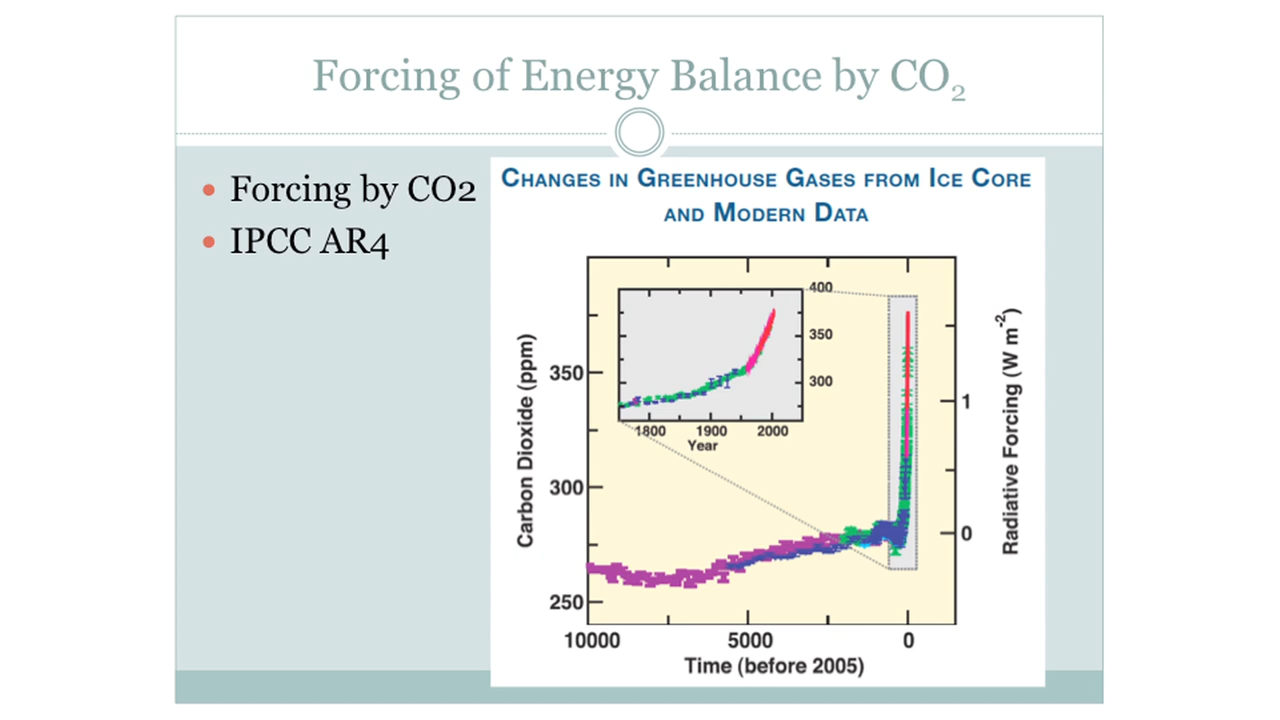 Forcing of Energy Balance by CO₂
• Forcing by CO2
• IPCC AR4
CHANGES IN GREENHOUSE GASES FROM ICE CORE
AND MODERN DATA
400
350
300
1800 1900 2000
Year
Carbon Dioxide (ppm)
350
300
250
1
0
Radiative Forcing (W m⁻²)
10000 5000 0
Time (before 2005)